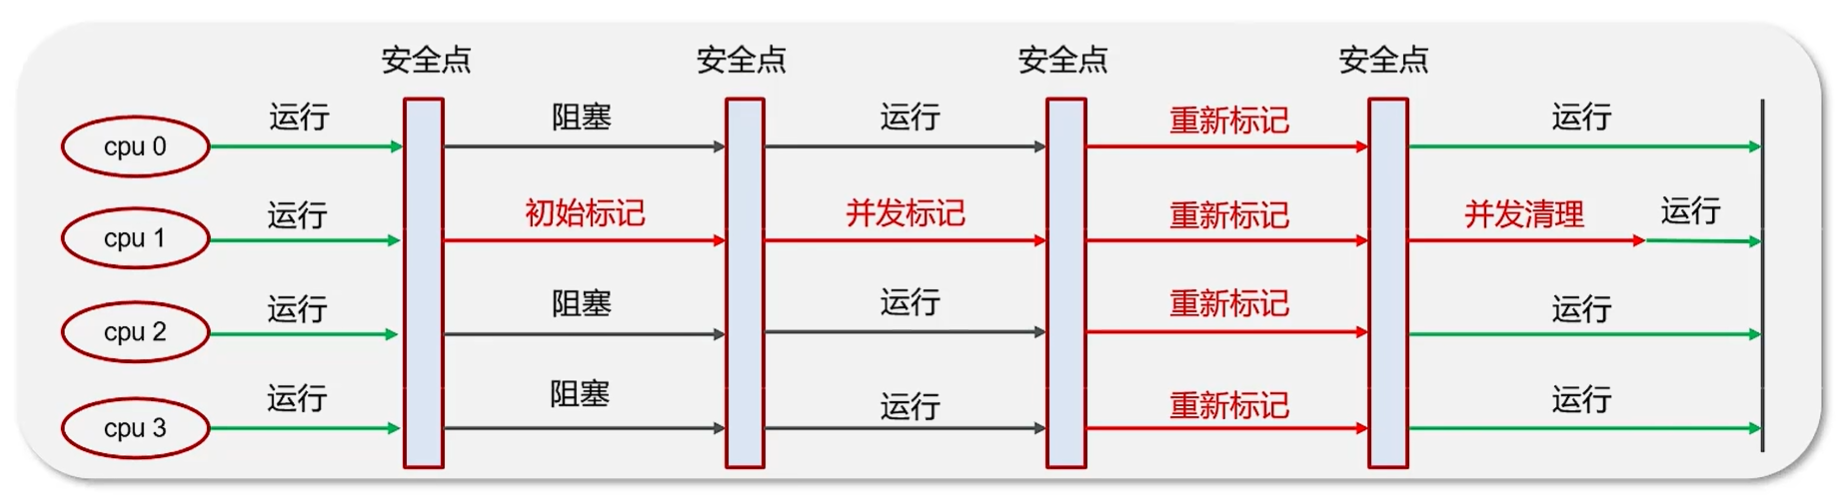 安全点 安全点 安全点 安全点
cpu 0 运行 阻塞 运行 重新标记 运行
cpu 1 运行 初始标记 并发标记 重新标记 并发清理 运行
cpu 2 运行 阻塞 运行 重新标记 运行
cpu 3 运行 阻塞 运行 重新标记 运行